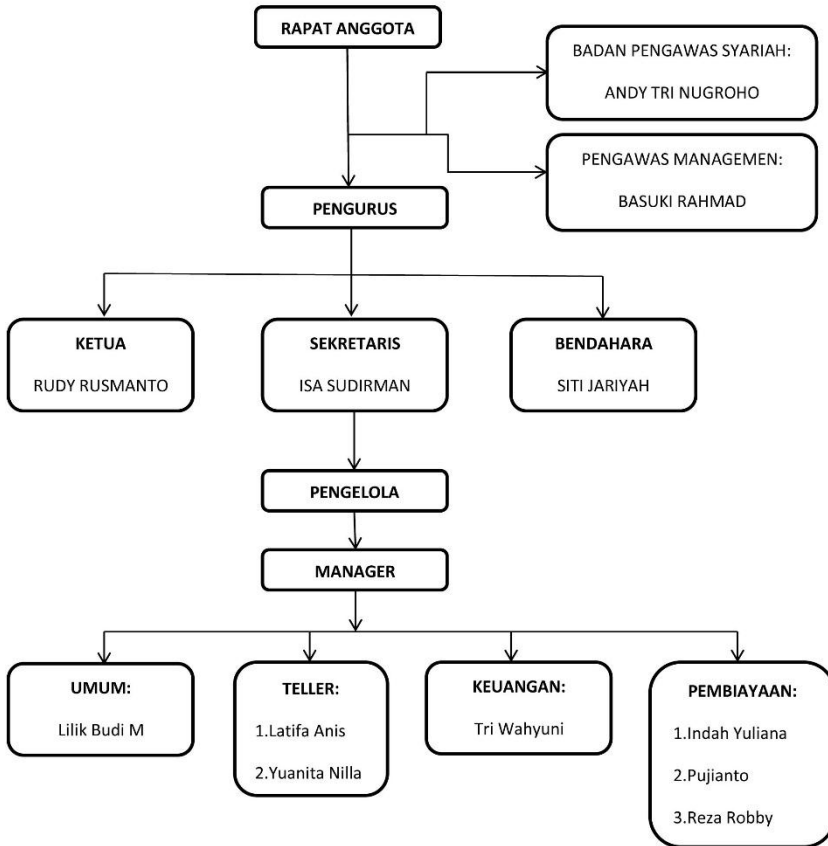 RAPAT ANGGOTA
BADAN PENGAWAS SYARIAH:
ANDY TRI NUGROHO
PENGAWAS MANAGEMEN:
BASUKI RAHMAD
PENGURUS
KETUA
RUDY RUSMANTO
SEKRETARIS
ISA SUDIRMAN
BENDAHARA
SITI JARIYAH
PENGELOLA
MANAGER
UMUM:
Lilik Budi M
TELLER:
1.Latifa Anis
2.Yuanita Nilla
KEUANGAN:
Tri Wahyuni
PEMBIAYAAN:
1.Indah Yuliana
2.Pujianto
3.Reza Robby